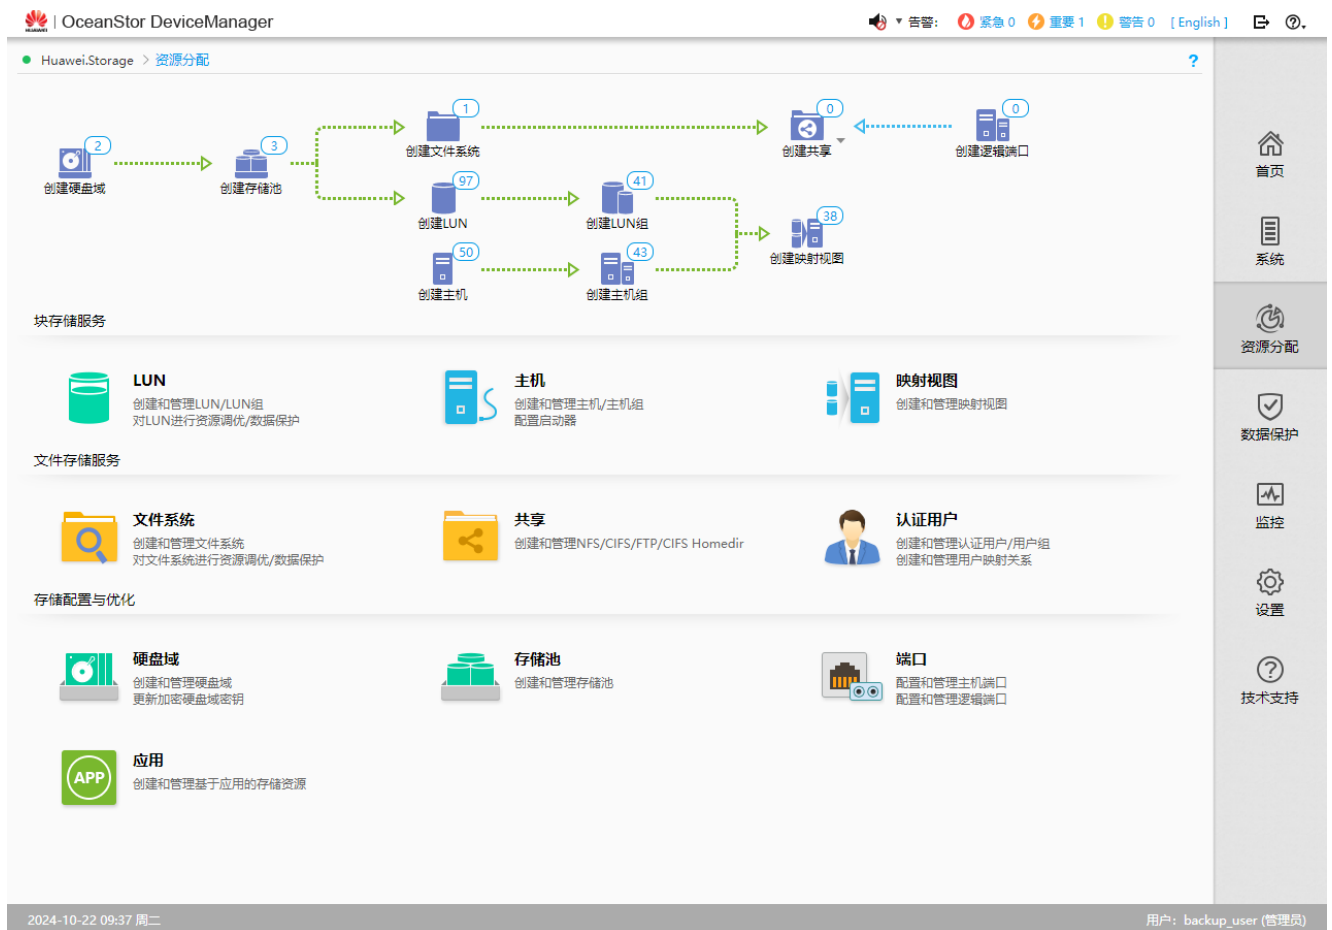 HUAWEI | OceanStor DeviceManager
告警: 紧急 0 重要 1 警告 0 [ English ]
Huawei.Storage > 资源分配
?
2
创建硬盘域
3
创建存储池
1
创建文件系统
0
创建共享
0
创建逻辑端口
97
创建LUN
41
创建LUN组
38
创建映射视图
50
创建主机
43
创建主机组
块存储服务
LUN
创建和管理LUN/LUN组
对LUN进行资源调优/数据保护
主机
创建和管理主机/主机组
配置启动器
映射视图
创建和管理映射视图
文件存储服务
文件系统
创建和管理文件系统
对文件系统进行资源调优/数据保护
共享
创建和管理NFS/CIFS/FTP/CIFS Homedir
认证用户
创建和管理认证用户/用户组
创建和管理用户映射关系
存储配置与优化
硬盘域
创建和管理硬盘域
更新加密硬盘域密钥
存储池
创建和管理存储池
端口
配置和管理主机端口
配置和管理逻辑端口
APP
应用
创建和管理基于应用的存储资源
首页
系统
资源分配
数据保护
监控
设置
技术支持
2024-10-22 09:37 周二
用户: backup_user (管理员)